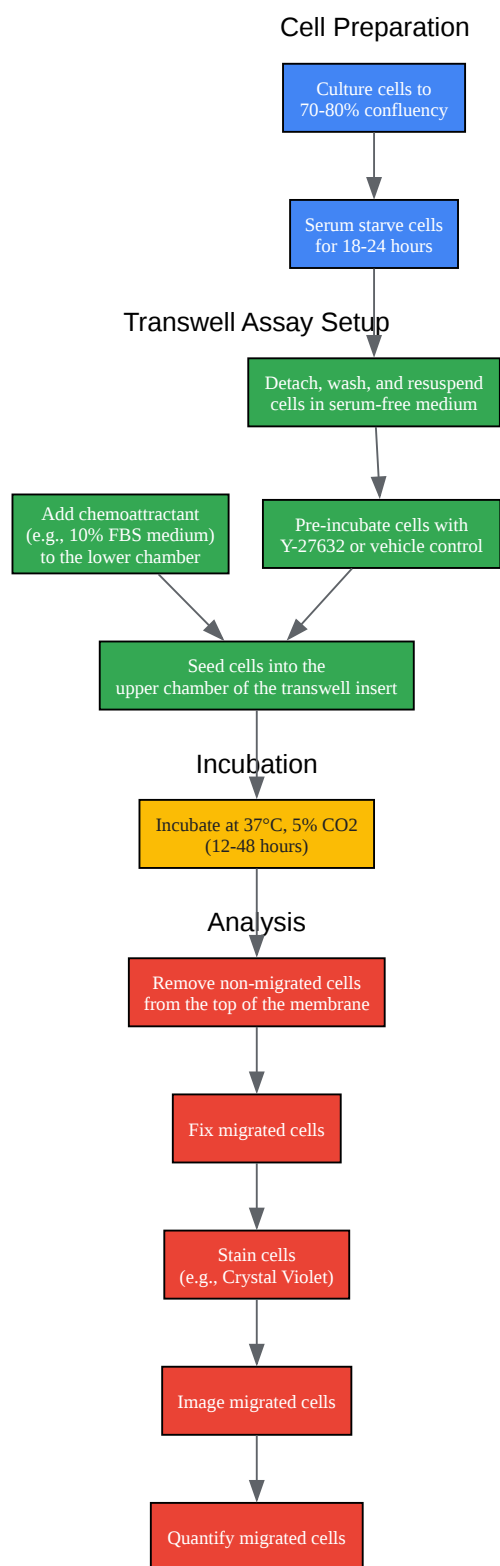 Cell Preparation
Culture cells to
70-80% confluency
Serum starve cells
for 18-24 hours
Transwell Assay Setup
Detach, wash, and resuspend
cells in serum-free medium
Add chemoattractant
(e.g., 10% FBS medium)
to the lower chamber
Pre-incubate cells with
Y-27632 or vehicle control
Seed cells into the
upper chamber of the transwell insert
Incubation
Incubate at 37°C, 5% CO2
(12-48 hours)
Analysis
Remove non-migrated cells
from the top of the membrane
Fix migrated cells
Stain cells
(e.g., Crystal Violet)
Image migrated cells
Quantify migrated cells